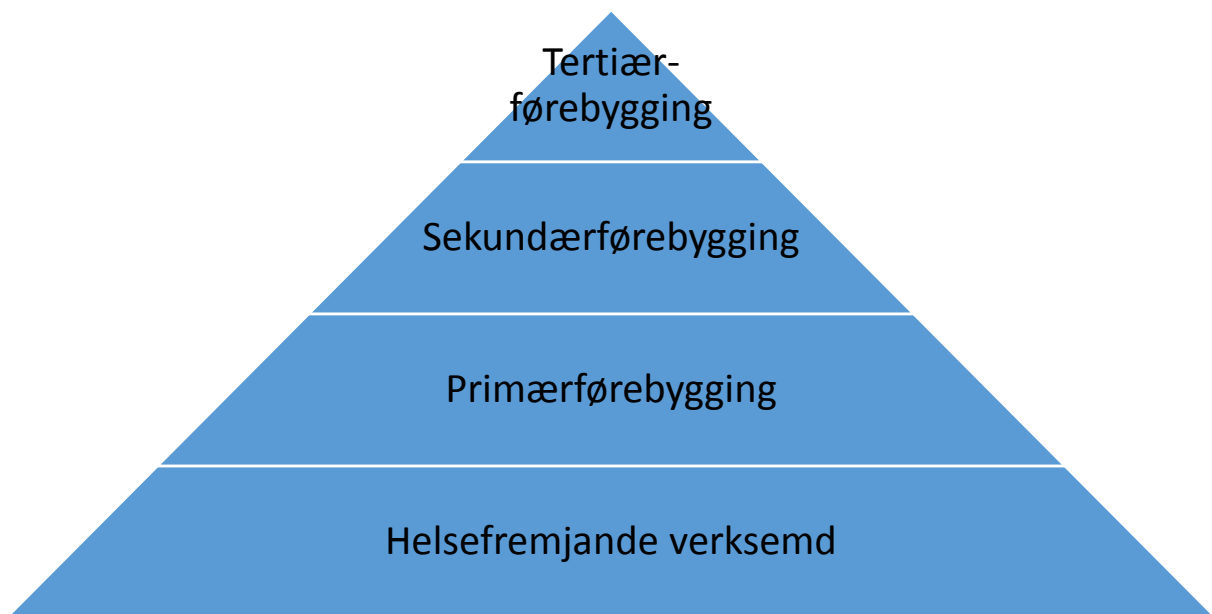 Tertiær-
førebygging
Sekundærførebygging
Primærførebygging
Helsefremjande verksemd